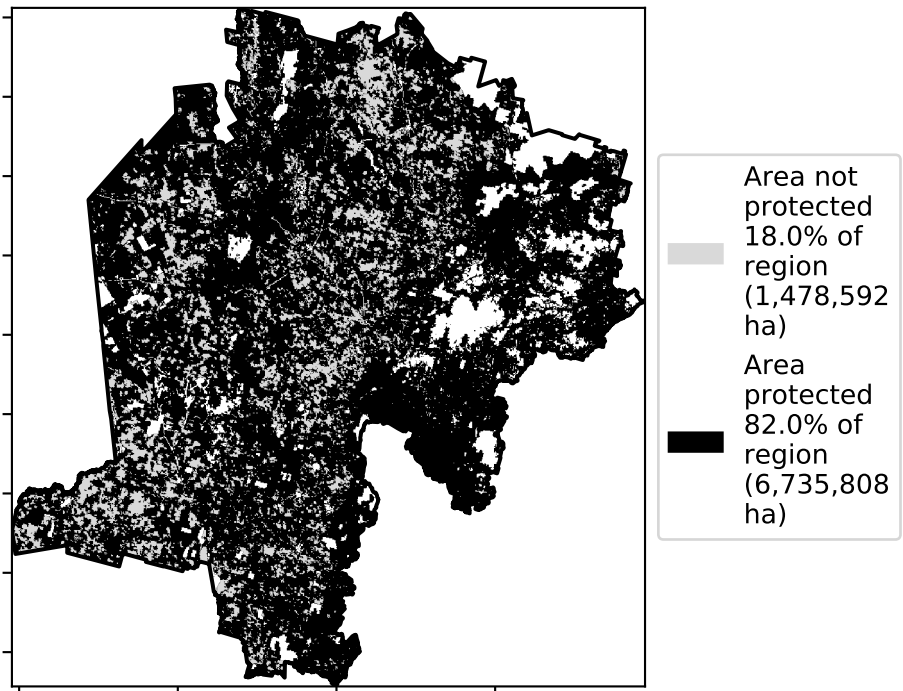 Area not
protected
18.0% of
region
(1,478,592
ha)
Area
protected
82.0% of
region
(6,735,808
ha)